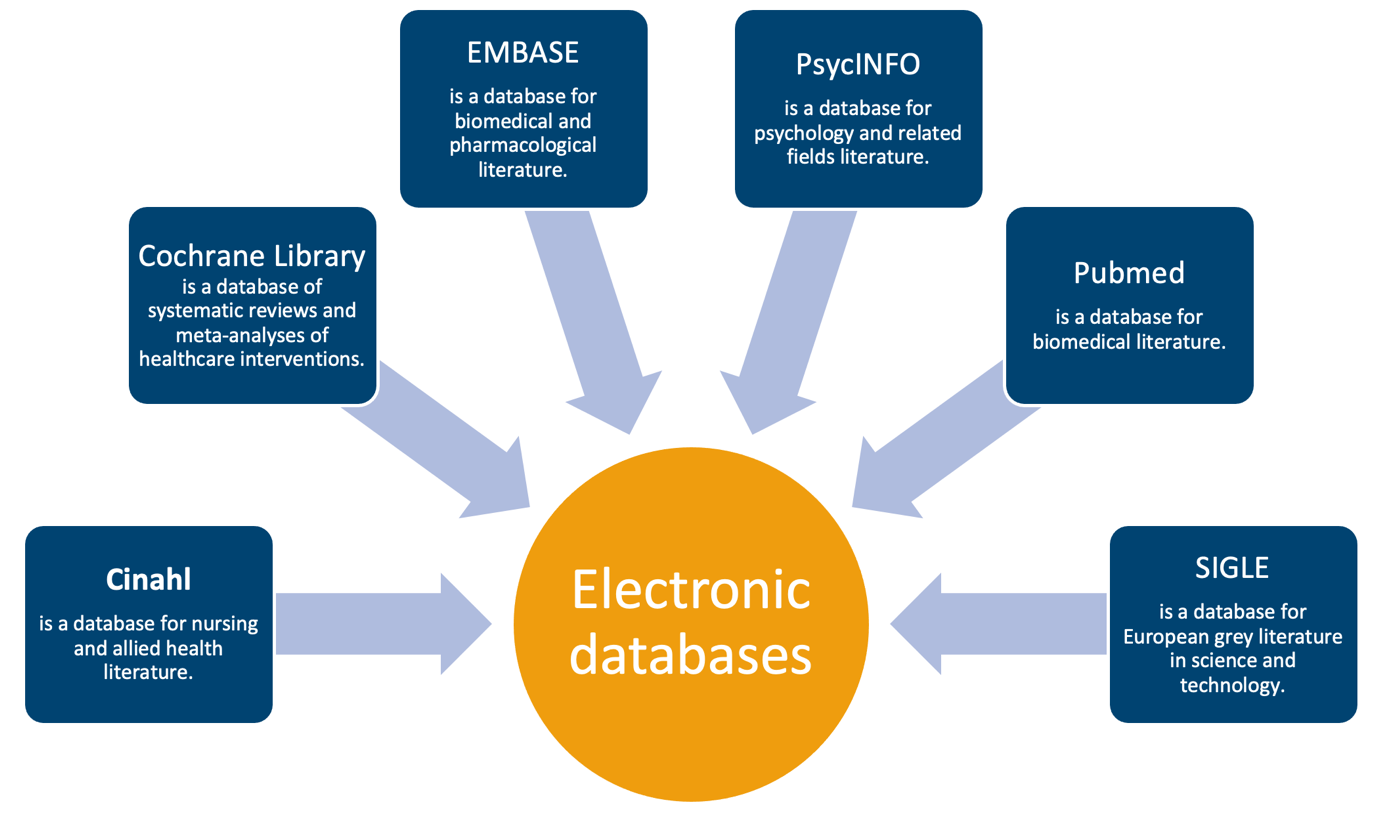 EMBASE
is a database for
biomedical and
pharmacological
literature.
PsycINFO
is a database for
psychology and related
fields literature.
Cochrane Library
is a database of
systematic reviews and
meta-analyses of
healthcare interventions.
Pubmed
is a database for
biomedical literature.
Cinahl
is a database for nursing
and allied health
literature.
Electronic
databases
SIGLE
is a database for
European grey literature
in science and
technology.